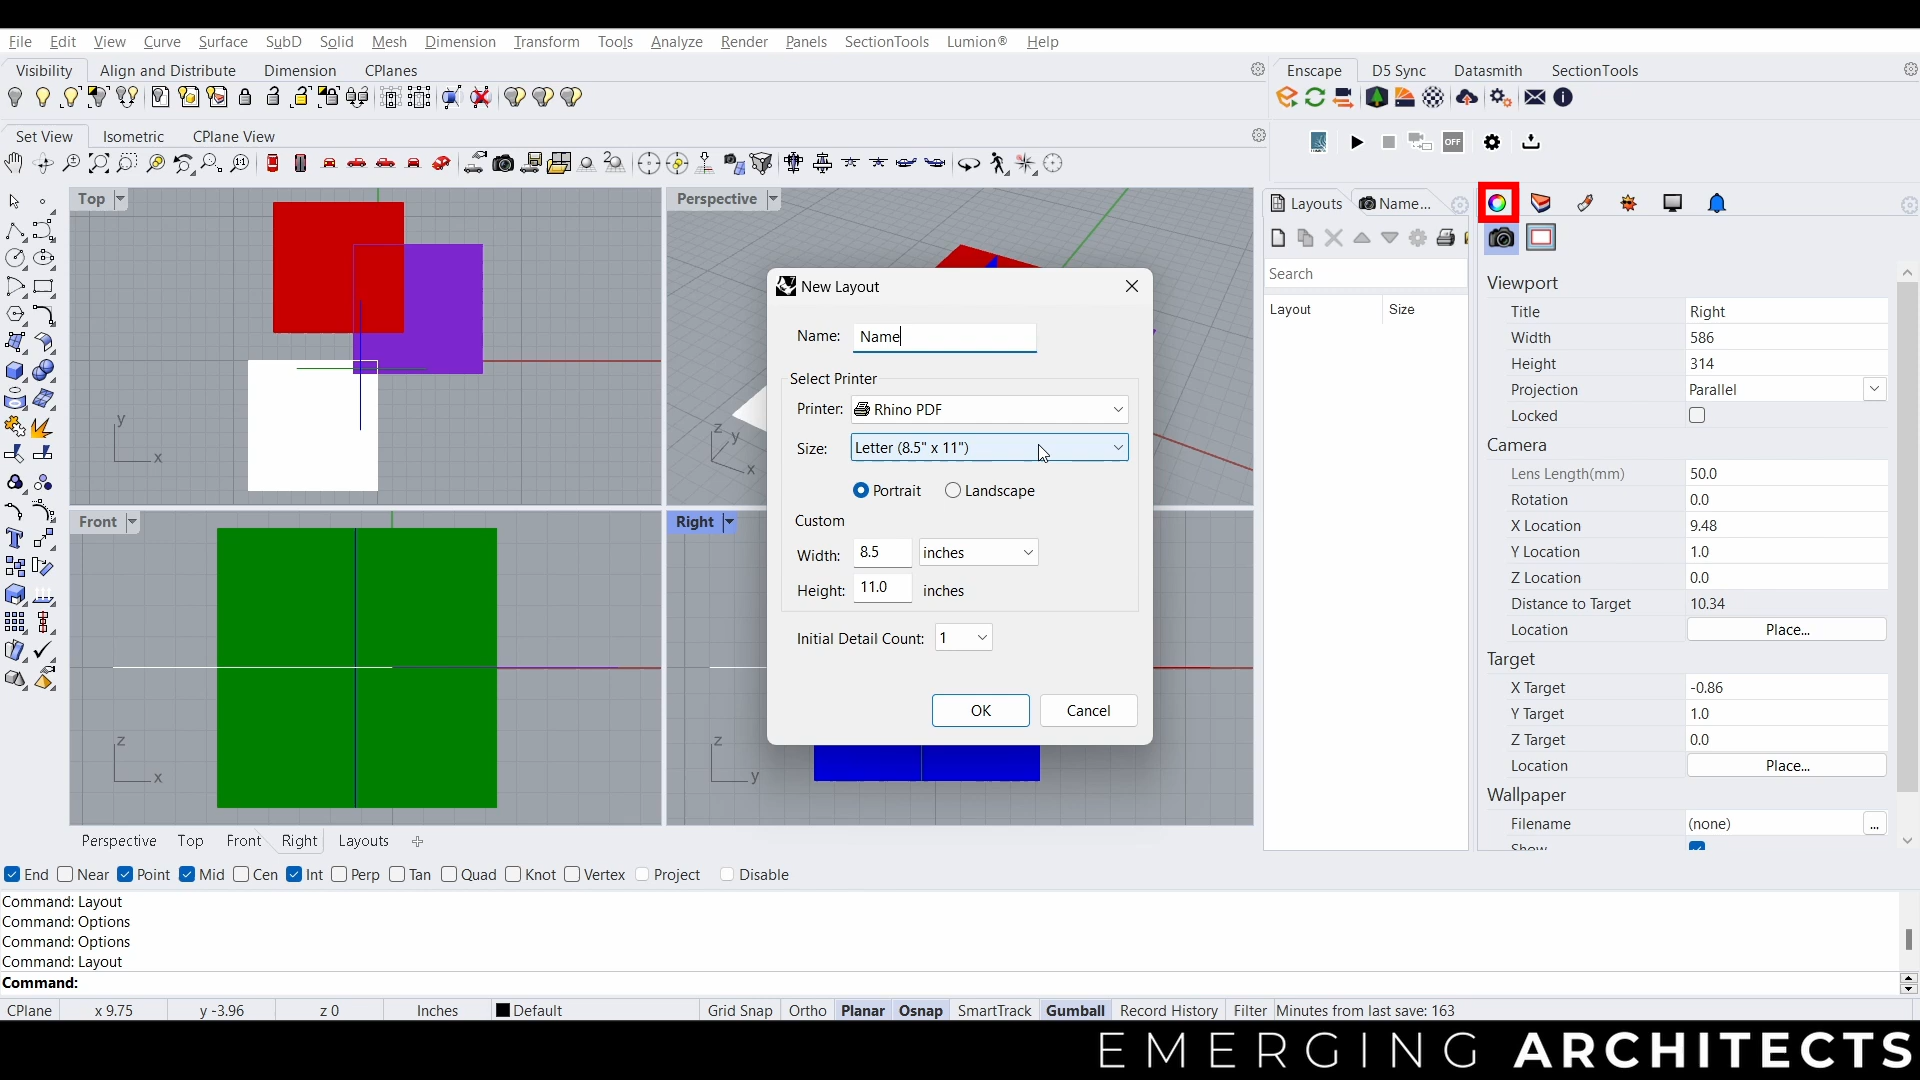 File Edit View Curve Surface SubD Solid Mesh Dimension Transform Tools Analyze Render Panels SectionTools Lumion® Help
Visibility Align and Distribute Dimension CPlanes Enscape D5 Sync Datasmith SectionTools
Set View Isometric CPlane View
OFF
Top Perspective Layouts Name...
Search
Layout Size
New Layout
Name: Name
Select Printer
Printer: Rhino PDF
Size: Letter (8.5" x 11")
Portrait Landscape
Custom
Width: 8.5 inches
Height: 11.0 inches
Initial Detail Count: 1
OK Cancel
Viewport
Title Right
Width 586
Height 314
Projection Parallel
Locked
Camera
Lens Length(mm) 50.0
Rotation 0.0
X Location 9.48
Y Location 1.0
Z Location 0.0
Distance to Target 10.34
Location Place...
Target
X Target -0.86
Y Target 1.0
Z Target 0.0
Location Place...
Wallpaper
Filename (none) ...
Show
y
x
z
y
x
Front Right
z
x
z
y
Perspective Top Front Right Layouts
End Near Point Mid Cen Int Perp Tan Quad Knot Vertex Project Disable
Command: Layout
Command: Options
Command: Options
Command: Layout
Command:
CPlane x 9.75 y -3.96 z 0 Inches Default Grid Snap Ortho Planar Osnap SmartTrack Gumball Record History Filter Minutes from last save: 163
EMERGING ARCHITECTS